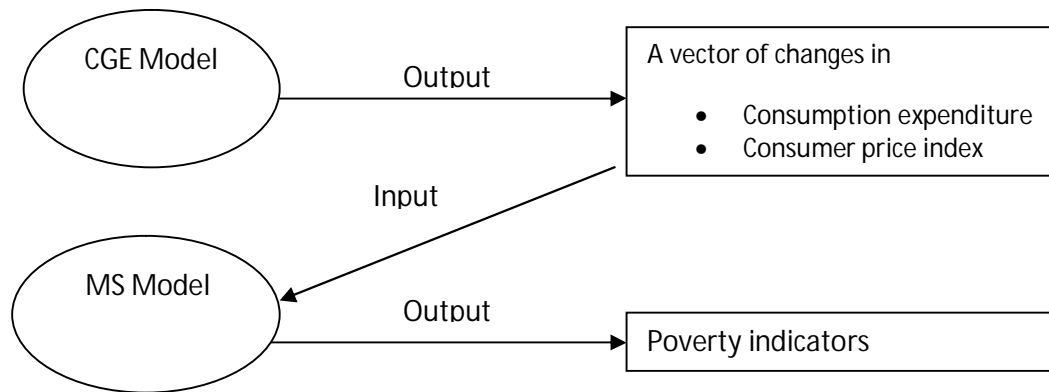 CGE Model
Output
A vector of changes in
• Consumption expenditure
• Consumer price index
Input
MS Model
Output
Poverty indicators